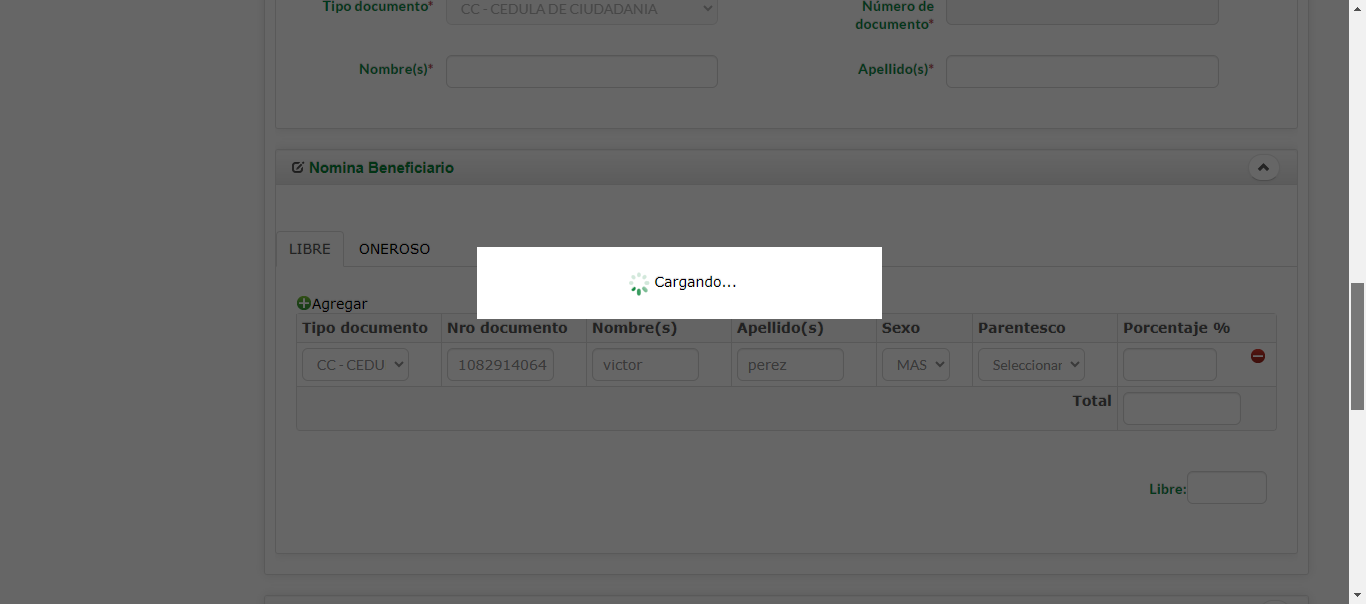 Tipo documento* CC - CEDULA DE CIUDADANIA Número de documento*
Nombre(s)* Apellido(s)*
Nomina Beneficiario
LIBRE ONEROSO
Cargando...
Agregar
Tipo documento Nro documento Nombre(s) Apellido(s) Sexo Parentesco Porcentaje %
CC - CEDU 1082914064 victor perez MAS Seleccionar
Total
Libre: